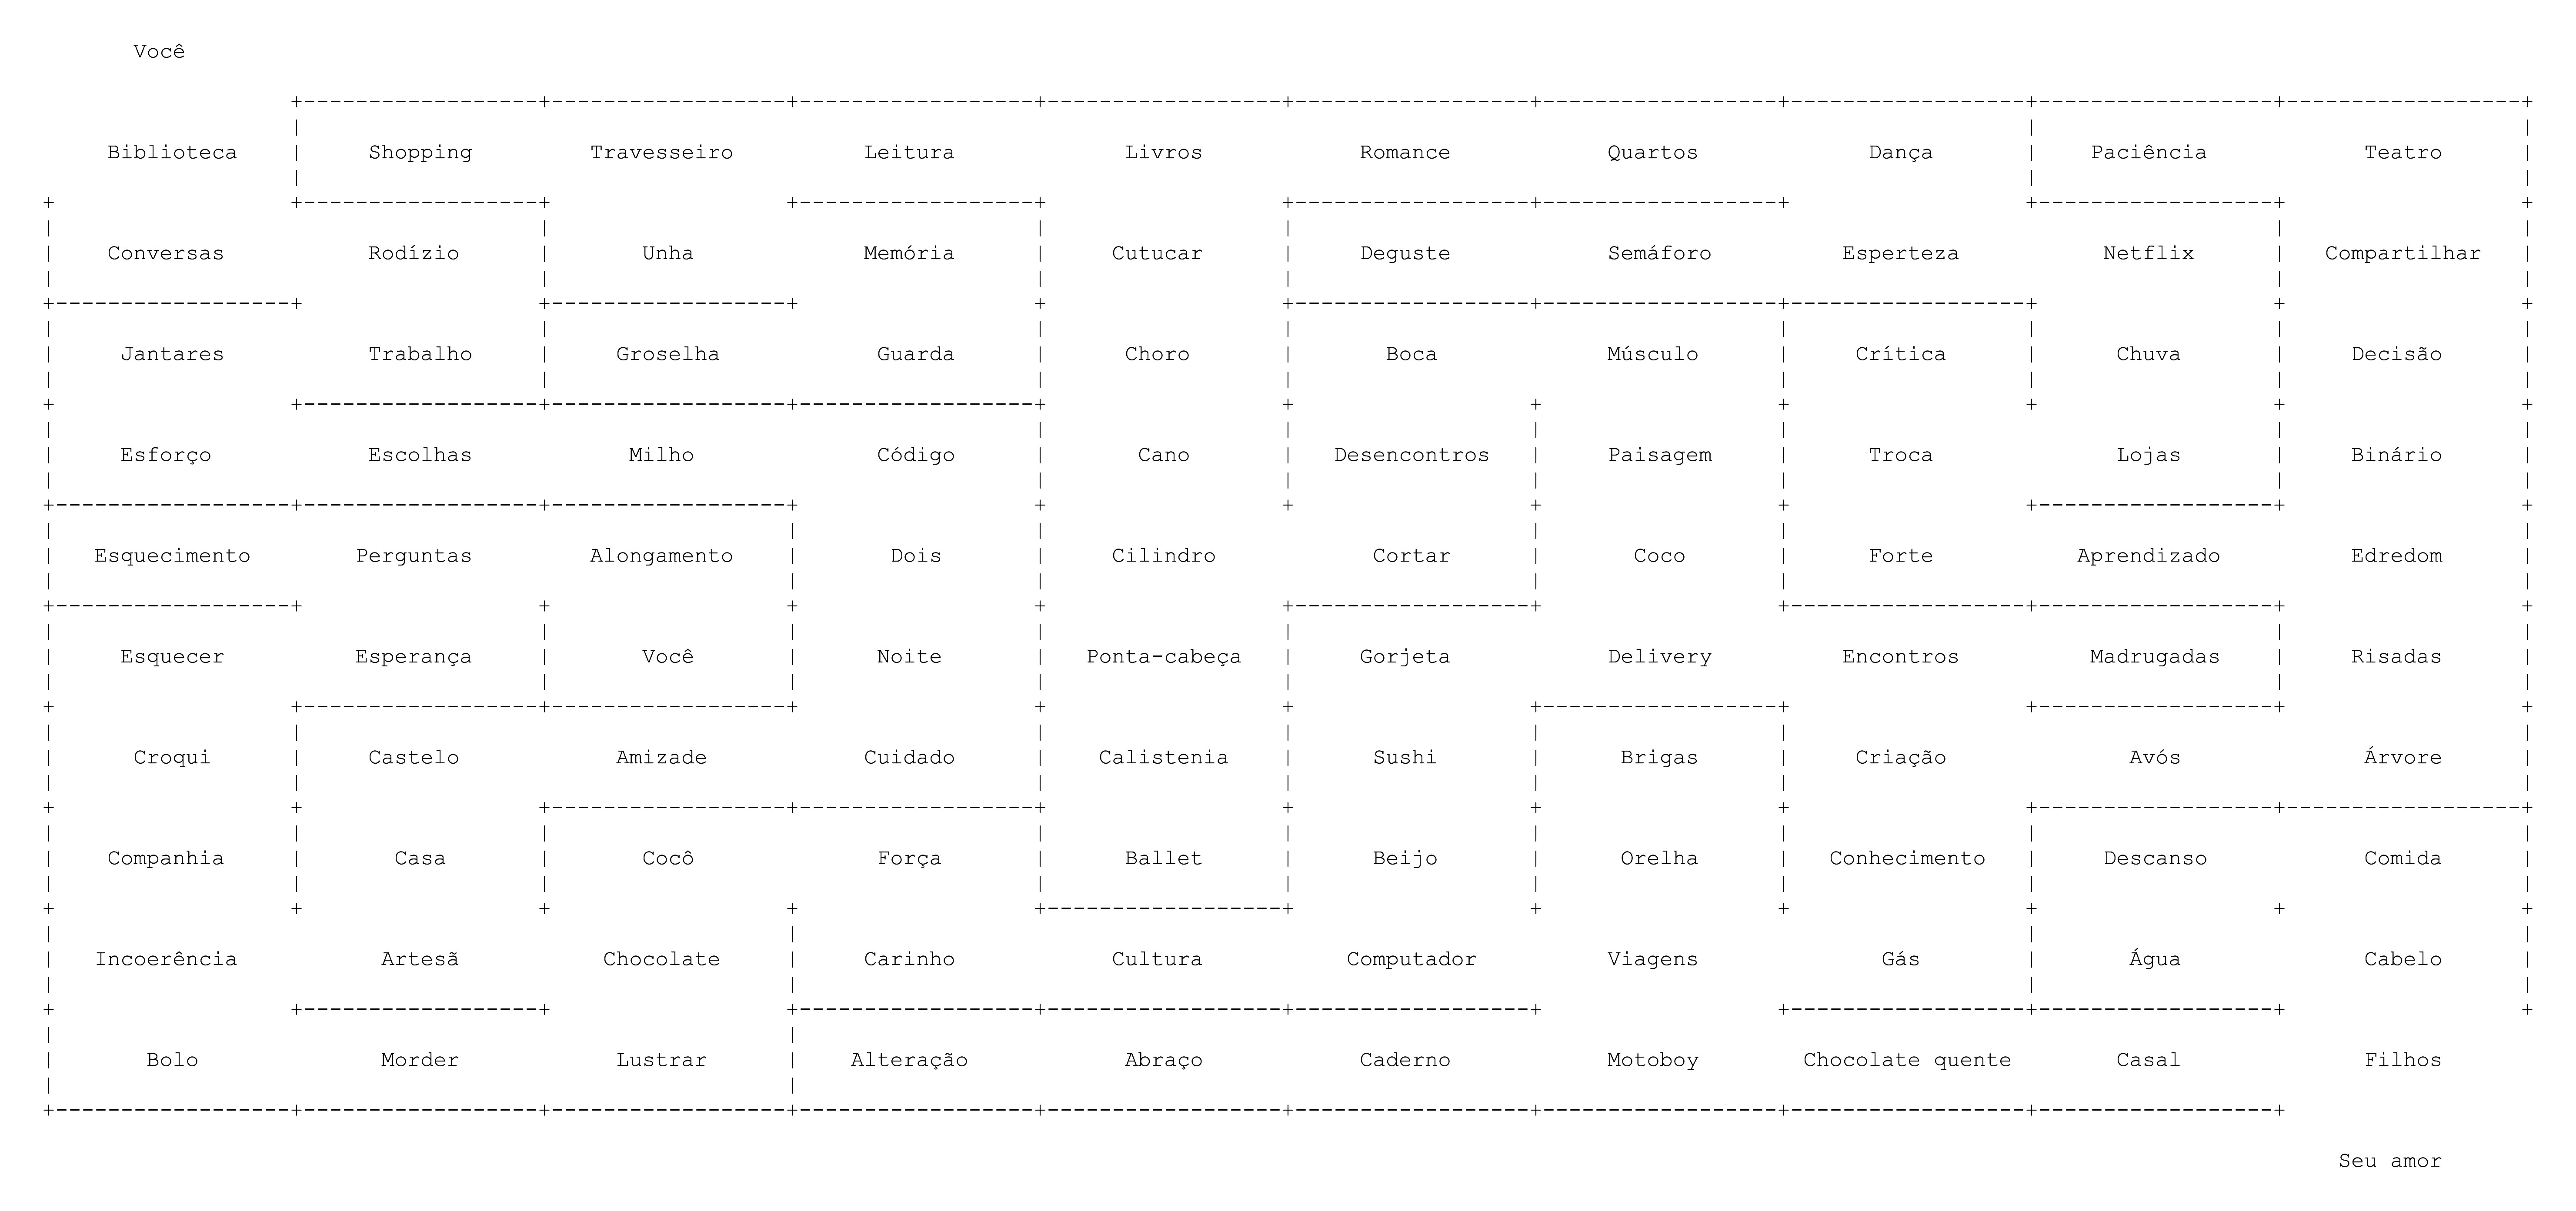 Você
Biblioteca Shopping Travesseiro Leitura Livros Romance Quartos Dança Paciência Teatro
Conversas Rodízio Unha Memória Cutucar Deguste Semáforo Esperteza Netflix Compartilhar
Jantares Trabalho Groselha Guarda Choro Boca Músculo Crítica Chuva Decisão
Esforço Escolhas Milho Código Cano Desencontros Paisagem Troca Lojas Binário
Esquecimento Perguntas Alongamento Dois Cilindro Cortar Coco Forte Aprendizado Edredom
Esquecer Esperança Você Noite Ponta-cabeça Gorjeta Delivery Encontros Madrugadas Risadas
Croqui Castelo Amizade Cuidado Calistenia Sushi Brigas Criação Avós Árvore
Companhia Casa Cocô Força Ballet Beijo Orelha Conhecimento Descanso Comida
Incoerência Artesã Chocolate Carinho Cultura Computador Viagens Gás Água Cabelo
Bolo Morder Lustrar Alteração Abraço Caderno Motoboy Chocolate quente Casal Filhos
Seu amor